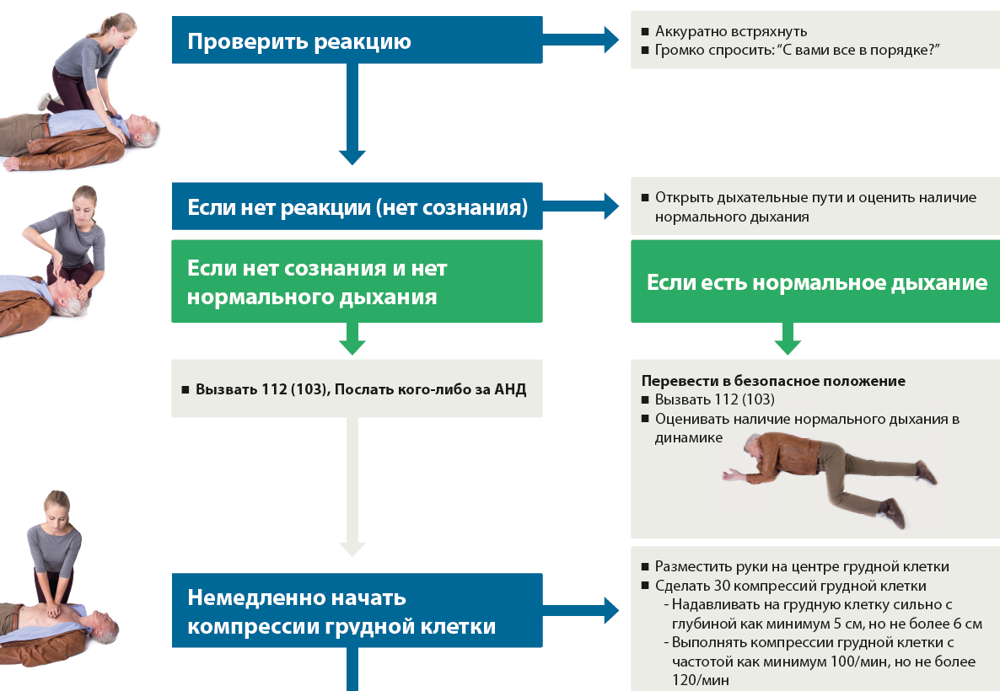 Проверить реакцию
■ Аккуратно встряхнуть
■ Громко спросить: “С вами все в порядке?”
Если нет реакции (нет сознания)
■ Открыть дыхательные пути и оценить наличие
нормального дыхания
Если нет сознания и нет
нормального дыхания
Если есть нормальное дыхание
■ Вызвать 112 (103), Послать кого-либо за АНД
Перевести в безопасное положение
■ Вызвать 112 (103)
■ Оценивать наличие нормального дыхания в
динамике
Немедленно начать
компрессии грудной клетки
■ Разместить руки на центре грудной клетки
■ Сделать 30 компрессий грудной клетки
- Надавливать на грудную клетку сильно с
глубиной как минимум 5 см, но не более 6 см
- Выполнять компрессии грудной клетки с
частотой как минимум 100/мин, но не более
120/мин